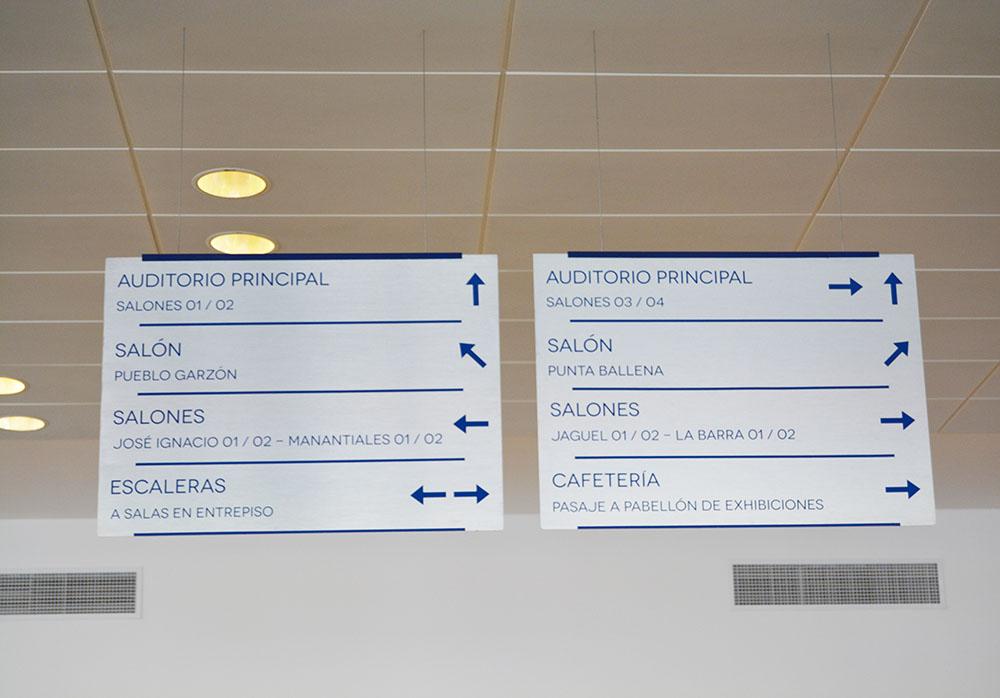 AUDITORIO PRINCIPAL
SALONES 01 / 02
SALÓN
PUEBLO GARZÓN
SALONES
JOSÉ IGNACIO 01 / 02 – MANANTIALES 01 / 02
ESCALERAS
A SALAS EN ENTREPISO
AUDITORIO PRINCIPAL
SALONES 03 / 04
SALÓN
PUNTA BALLENA
SALONES
JAGUEL 01 / 02 – LA BARRA 01 / 02
CAFETERÍA
PASAJE A PABELLÓN DE EXHIBICIONES